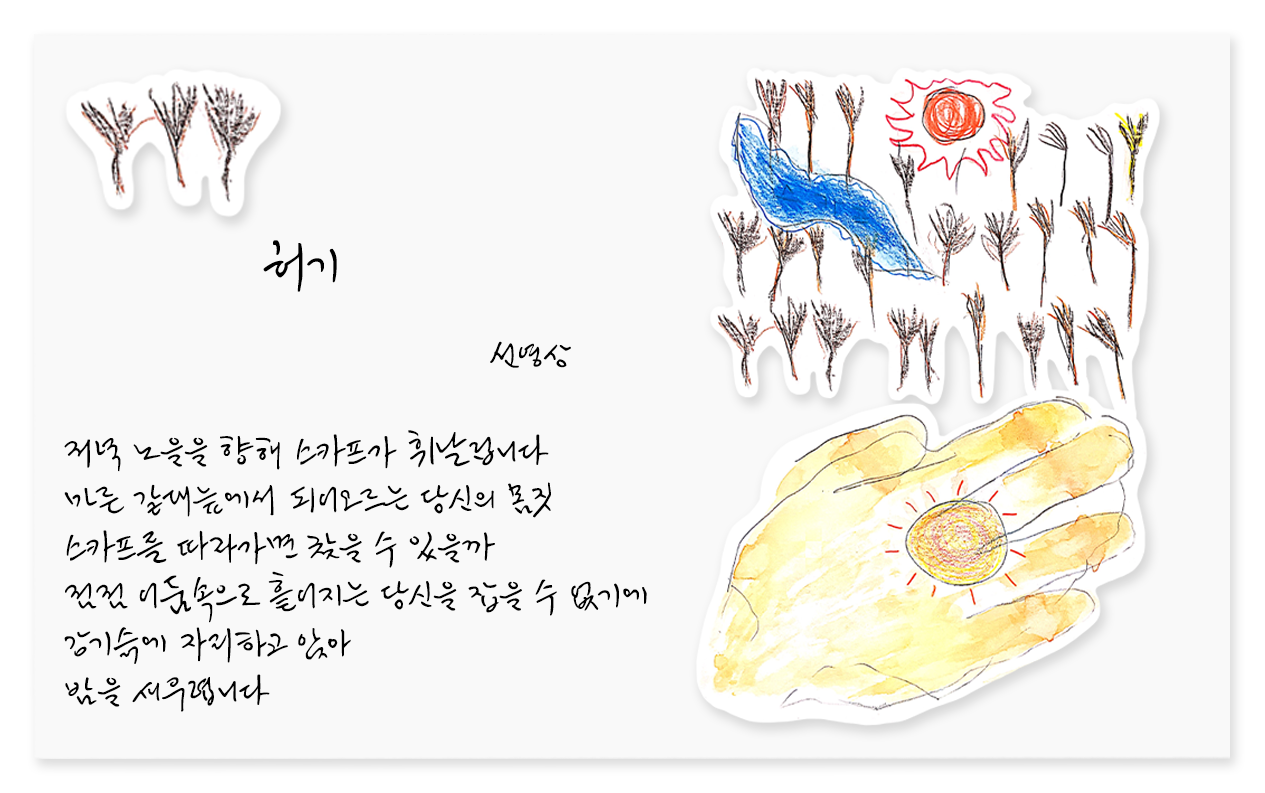 허기
선영상
저녁 노을을 향해 스카프가 휘날립니다
마른 갈대숲에서 되어오르는 당신의 몸짓
스카프를 따라가면 찾을 수 있을까
점점 어둠속으로 흩어지는 당신을 잡을 수 없기에
강기슭에 자리하고 앉아
밤을 세우렵니다